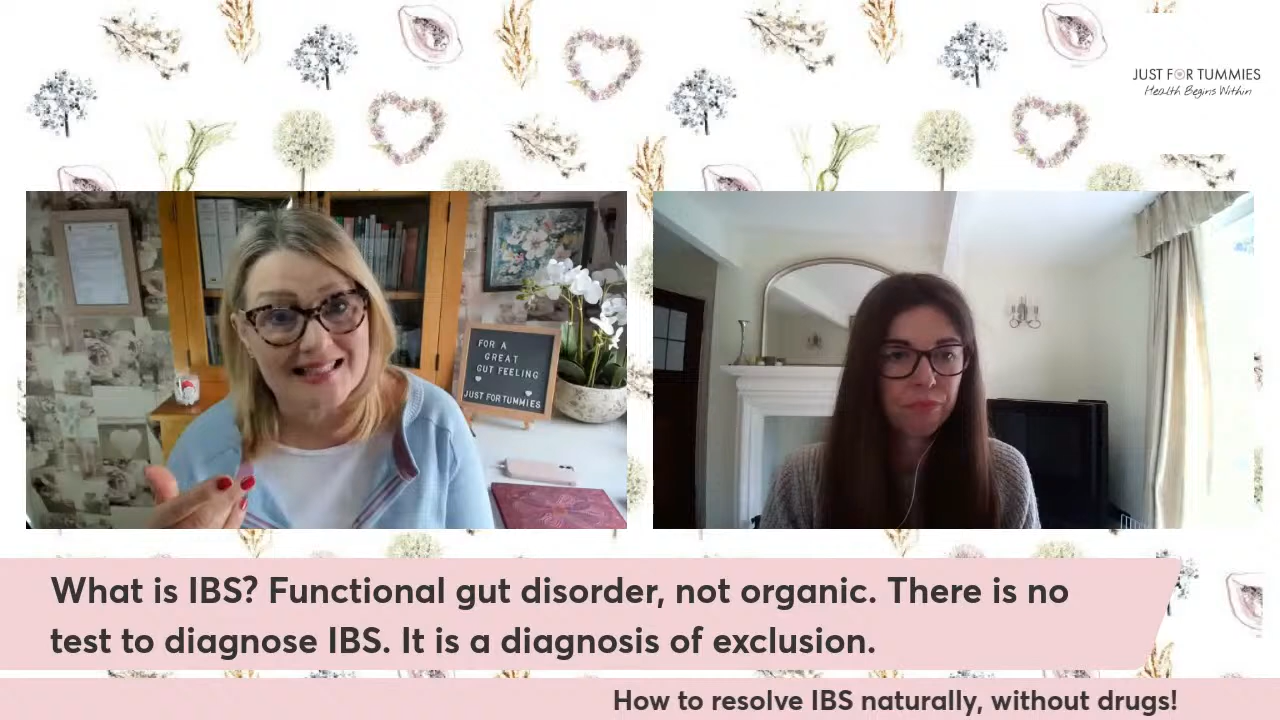 JUST FOR TUMMIES
Health Begins Within
FOR A
GREAT
GUT FEELING
JUST FOR TUMMIES
What is IBS? Functional gut disorder, not organic. There is no
test to diagnose IBS. It is a diagnosis of exclusion.
How to resolve IBS naturally, without drugs!